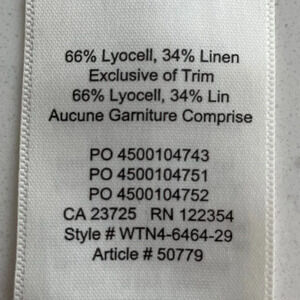 66% Lyocell, 34% Linen
Exclusive of Trim
66% Lyocell, 34% Lin
Aucune Garniture Comprise
PO 4500104743
PO 4500104751
PO 4500104752
CA 23725 RN 122354
Style # WTN4-6464-29
Article # 50779